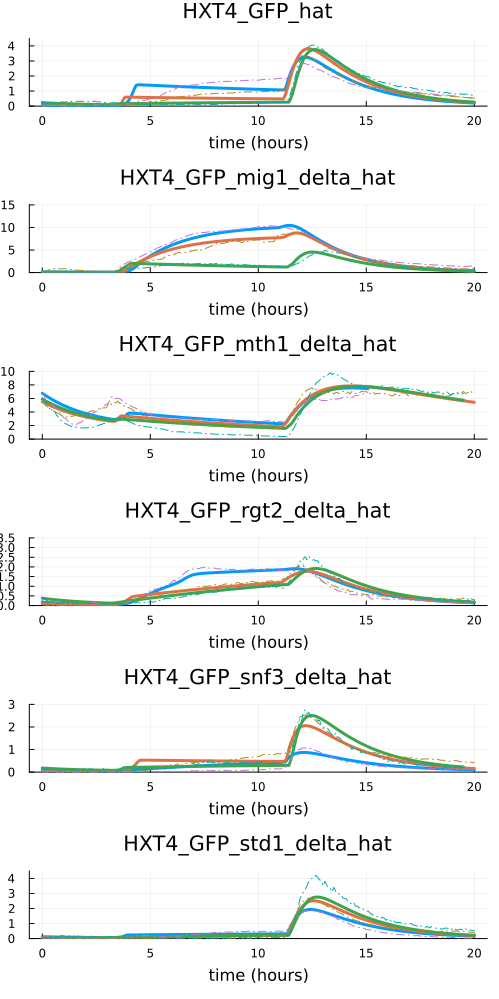 HXT4_GFP_hat
4
3
2
1
0
0 5 10 15 20
time (hours)
HXT4_GFP_mig1_delta_hat
15
10
5
0
0 5 10 15 20
time (hours)
HXT4_GFP_mth1_delta_hat
10
8
6
4
2
0
0 5 10 15 20
time (hours)
HXT4_GFP_rgt2_delta_hat
3.5
3.0
2.5
2.0
1.5
1.0
0.5
0.0
0 5 10 15 20
time (hours)
HXT4_GFP_snf3_delta_hat
3
2
1
0
0 5 10 15 20
time (hours)
HXT4_GFP_std1_delta_hat
4
3
2
1
0
0 5 10 15 20
time (hours)